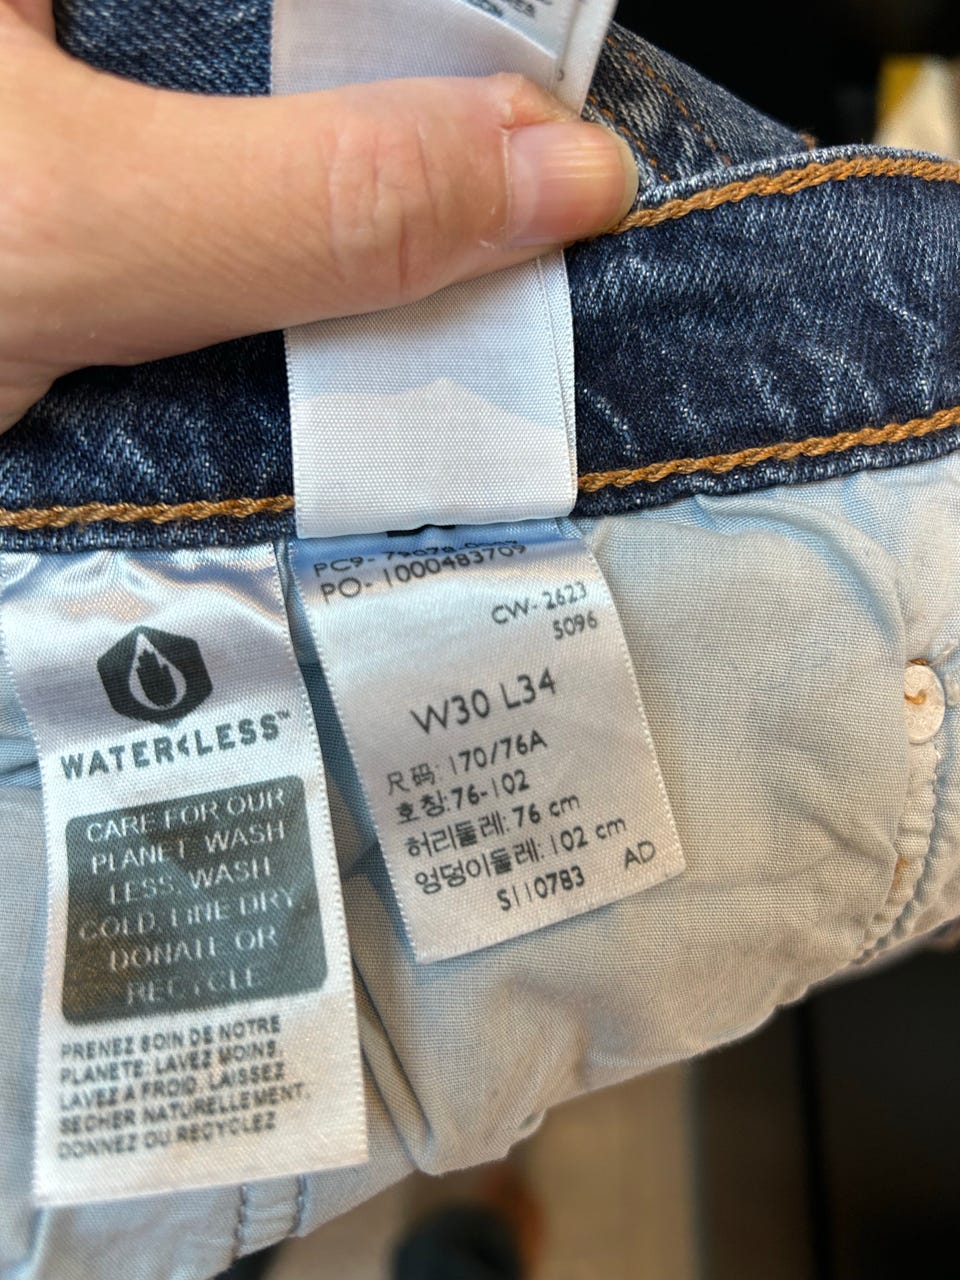 WATER<LESS™
CARE FOR OUR
PLANET: WASH
LESS, WASH
COLD, LINE DRY,
DONATE OR
RECYCLE
PRENEZ SOIN DE NOTRE
PLANETE: LAVEZ MOINS,
LAVEZ A FROID, LAISSEZ
SECHER NATURELLEMENT,
DONNEZ OU RECYCLEZ
PC9-
PO- 1000483709
CW- 2623
5096
W30 L34
尺码: 170/76A
호칭:76-102
허리둘레: 76 cm
엉덩이둘레: 102 cm
S110783 AD